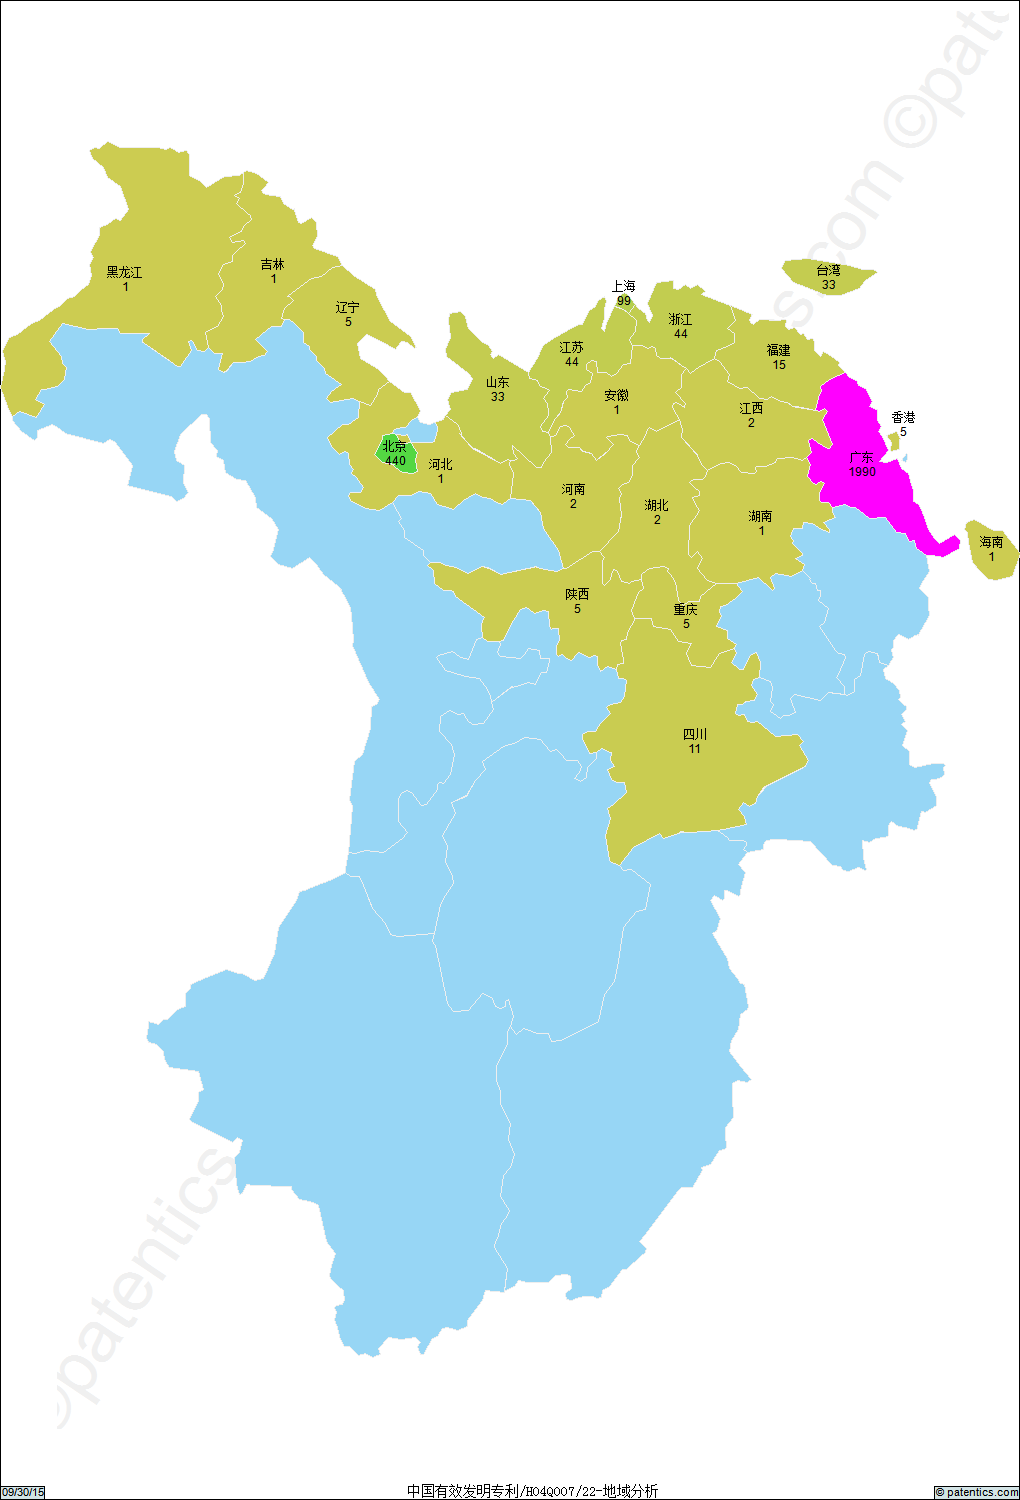 ©patentics.com ©patentics.com
台湾
33
黑龙江
1
吉林
1
上海
99
辽宁
5
浙江
44
江苏
44
福建
15
山东
33
安徽
1
江西
2
香港
5
北京
440
河北
1
广东
1990
河南
2
湖北
2
湖南
1
海南
1
陕西
5
重庆
5
四川
11
09/30/15
中国有效发明专利/H04Q007/22-地域分析
© patentics.com